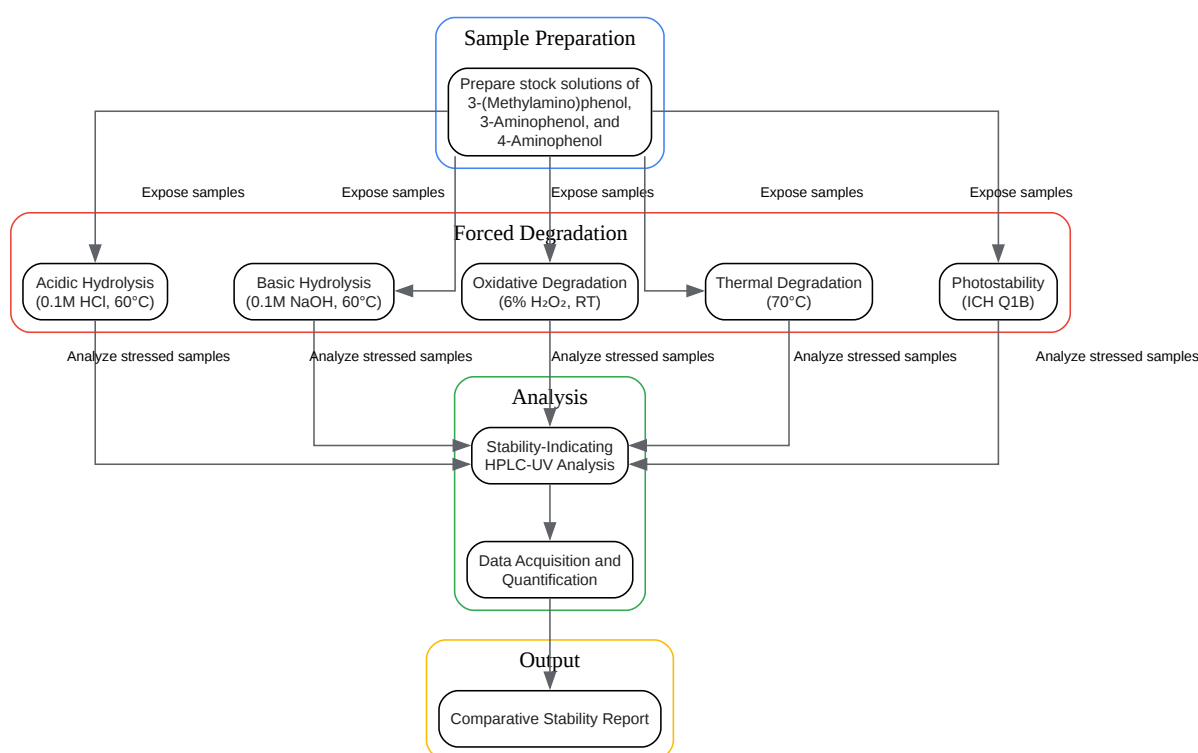 Sample Preparation
Prepare stock solutions of
3-(Methylamino)phenol,
3-Aminophenol, and
4-Aminophenol
Expose samples
Expose samples
Expose samples
Expose samples
Expose samples
Forced Degradation
Acidic Hydrolysis
(0.1M HCl, 60°C)
Basic Hydrolysis
(0.1M NaOH, 60°C)
Oxidative Degradation
(6% H₂O₂, RT)
Thermal Degradation
(70°C)
Photostability
(ICH Q1B)
Analyze stressed samples
Analyze stressed samples
Analyze stressed samples
Analyze stressed samples
Analyze stressed samples
Analysis
Stability-Indicating
HPLC-UV Analysis
Data Acquisition and
Quantification
Output
Comparative Stability Report